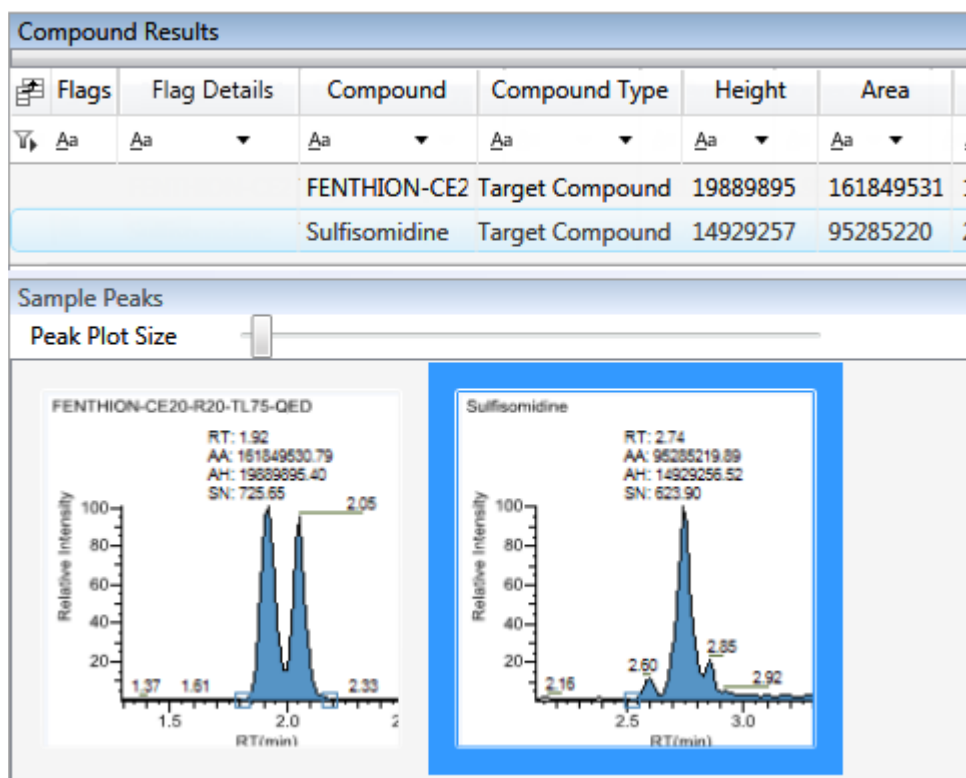 Compound Results
Flags Flag Details Compound Compound Type Height Area
Aa Aa Aa Aa Aa Aa
FENTHION-CE2 Target Compound 19889895 161849531
Sulfisomidine Target Compound 14929257 95285220
Sample Peaks
Peak Plot Size
FENTHION-CE20-R20-TL75-QED
RT: 1.92
AA: 161849530.79
AH: 19889895.40
SN: 725.65
2.05
100
80
60
40
20
Relative Intensity
1.37 1.61 2.33
1.5 2.0
RT(min)
Sulfisomidine
RT: 2.74
AA: 95285219.89
AH: 14929256.52
SN: 623.90
100
80
60
40
20
Relative Intensity
2.16 2.60 2.85 2.92
2.5 3.0
RT(min)